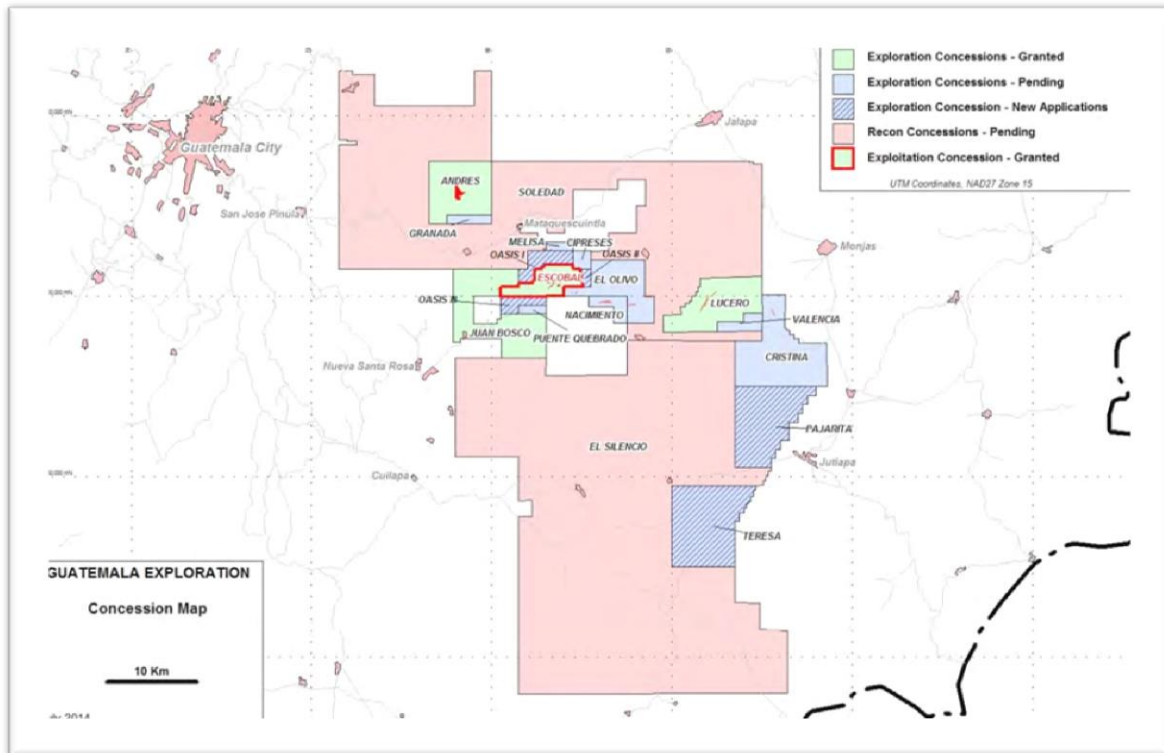 Exploration Concessions - Granted
Exploration Concessions - Pending
Exploration Concession - New Applications
Recon Concessions - Pending
Exploitation Concession - Granted
UTM Coordinates, NAD27 Zone 15
Guatemala City
Jalapa
ANDRES
SOLEDAD
San Jose Pinula
Mataquescuintla
GRANADA
MELISA
CIPRESES
Monjas
OASIS I
OASIS II
ESCOBAL
EL OLIVO
OASIS IV
LUCERO
NACIMIENTO
VALENCIA
JUAN BOSCO
PUENTE QUEBRADO
CRISTINA
Nueva Santa Rosa
PAJARITA
EL SILENCIO
Jutiapa
Cuilapa
TERESA
GUATEMALA EXPLORATION
Concession Map
10 Km
2014